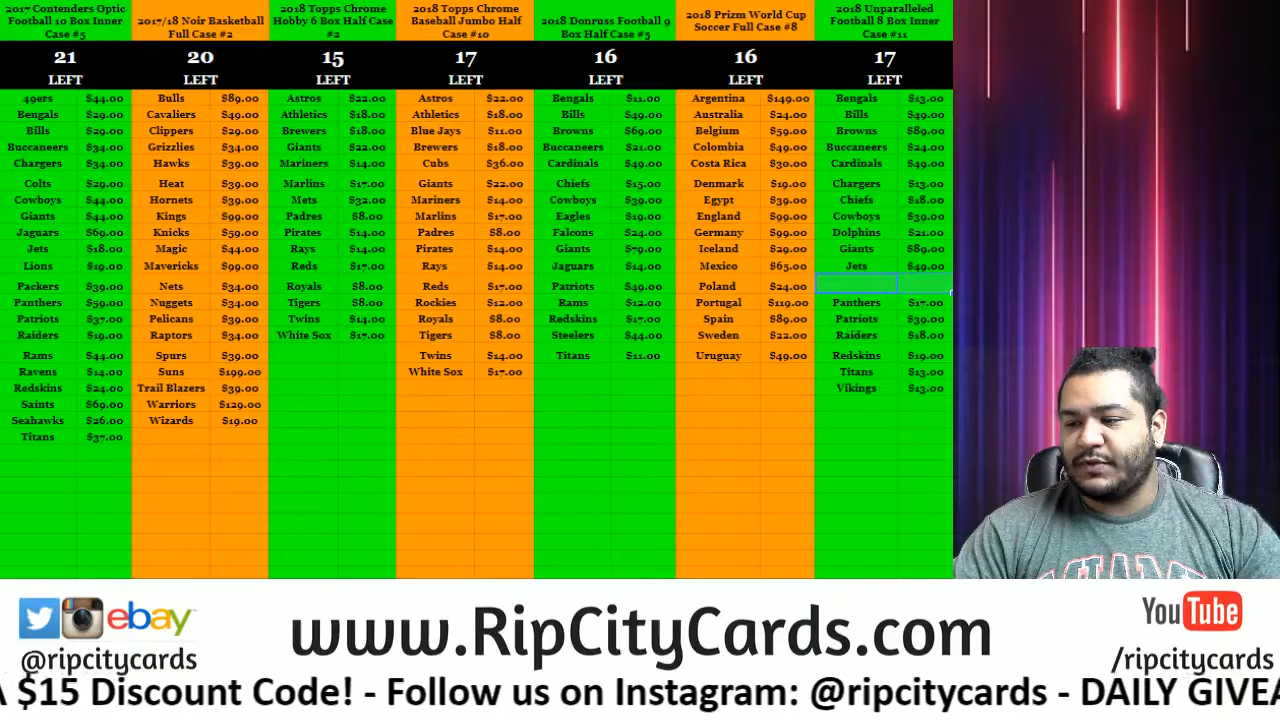 2017 Contenders Optic
Football 10 Box Inner
Case #5
21
LEFT
49ers $44.00
Bengals $29.00
Bills $29.00
Buccaneers $34.00
Chargers $34.00
Colts $29.00
Cowboys $44.00
Giants $44.00
Jaguars $69.00
Jets $18.00
Lions $19.00
Packers $39.00
Panthers $59.00
Patriots $37.00
Raiders $19.00
Rams $44.00
Ravens $14.00
Redskins $24.00
Saints $69.00
Seahawks $26.00
Titans $37.00
2017/18 Noir Basketball
Full Case #2
20
LEFT
Bulls $89.00
Cavaliers $49.00
Clippers $29.00
Grizzlies $34.00
Hawks $39.00
Heat $39.00
Hornets $39.00
Kings $99.00
Knicks $59.00
Magic $44.00
Mavericks $99.00
Nets $34.00
Nuggets $34.00
Pelicans $39.00
Raptors $34.00
Spurs $39.00
Suns $199.00
Trail Blazers $39.00
Warriors $129.00
Wizards $19.00
2018 Topps Chrome
Hobby 6 Box Half Case
#2
15
LEFT
Astros $22.00
Athletics $18.00
Brewers $18.00
Giants $22.00
Mariners $14.00
Marlins $17.00
Mets $32.00
Padres $8.00
Pirates $14.00
Rays $14.00
Reds $17.00
Royals $8.00
Tigers $8.00
Twins $14.00
White Sox $17.00
2018 Topps Chrome
Baseball Jumbo Half
Case #10
17
LEFT
Astros $22.00
Athletics $18.00
Blue Jays $11.00
Brewers $18.00
Cubs $36.00
Giants $22.00
Mariners $14.00
Marlins $17.00
Padres $8.00
Pirates $14.00
Rays $14.00
Reds $17.00
Rockies $12.00
Royals $8.00
Tigers $8.00
Twins $14.00
White Sox $17.00
2018 Donruss Football 9
Box Half Case #5
16
LEFT
Bengals $11.00
Bills $49.00
Browns $69.00
Buccaneers $21.00
Cardinals $49.00
Chiefs $15.00
Cowboys $39.00
Eagles $19.00
Falcons $24.00
Giants $79.00
Jaguars $14.00
Patriots $49.00
Rams $12.00
Redskins $17.00
Steelers $44.00
Titans $11.00
2018 Prizm World Cup
Soccer Full Case #8
16
LEFT
Argentina $149.00
Australia $24.00
Belgium $59.00
Colombia $49.00
Costa Rica $30.00
Denmark $19.00
Egypt $39.00
England $99.00
Germany $99.00
Iceland $29.00
Mexico $65.00
Poland $24.00
Portugal $119.00
Spain $89.00
Sweden $22.00
Uruguay $49.00
2018 Unparalleled
Football 8 Box Inner
Case #11
17
LEFT
Bengals $13.00
Bills $49.00
Browns $89.00
Buccaneers $24.00
Cardinals $49.00
Chargers $13.00
Chiefs $18.00
Cowboys $39.00
Dolphins $21.00
Giants $89.00
Jets $49.00
Panthers $17.00
Patriots $39.00
Raiders $18.00
Redskins $19.00
Titans $13.00
Vikings $13.00
ebay
@ripcitycards
www.RipCityCards.com
YouTube
/ripcitycards
A $15 Discount Code! - Follow us on Instagram: @ripcitycards - DAILY GIVEA